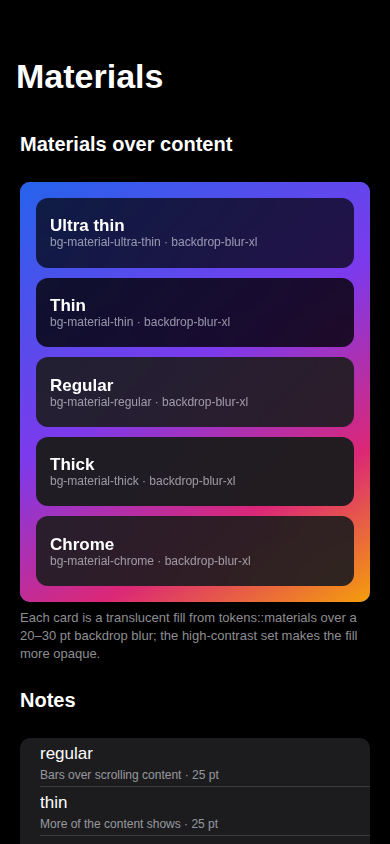 Materials
Materials over content
Ultra thin
bg-material-ultra-thin · backdrop-blur-xl
Thin
bg-material-thin · backdrop-blur-xl
Regular
bg-material-regular · backdrop-blur-xl
Thick
bg-material-thick · backdrop-blur-xl
Chrome
bg-material-chrome · backdrop-blur-xl
Each card is a translucent fill from tokens::materials over a
20–30 pt backdrop blur; the high-contrast set makes the fill
more opaque.
Notes
regular
Bars over scrolling content · 25 pt
thin
More of the content shows · 25 pt